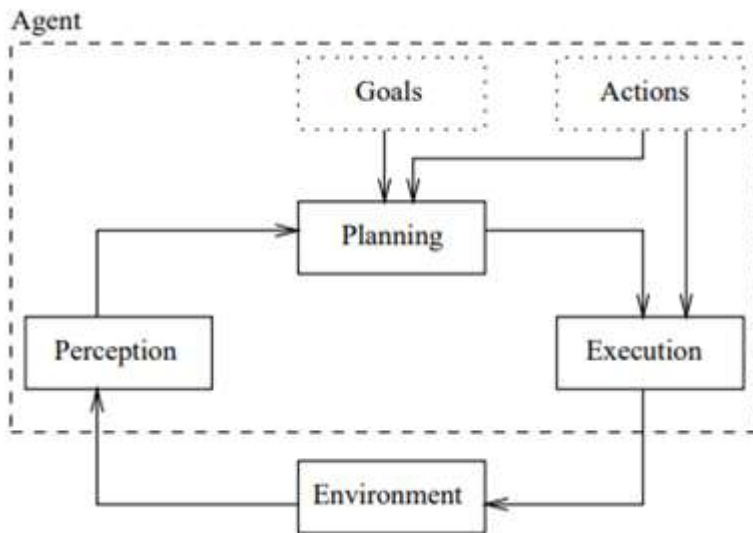 Agent
Goals
Actions
Planning
Perception
Execution
Environment